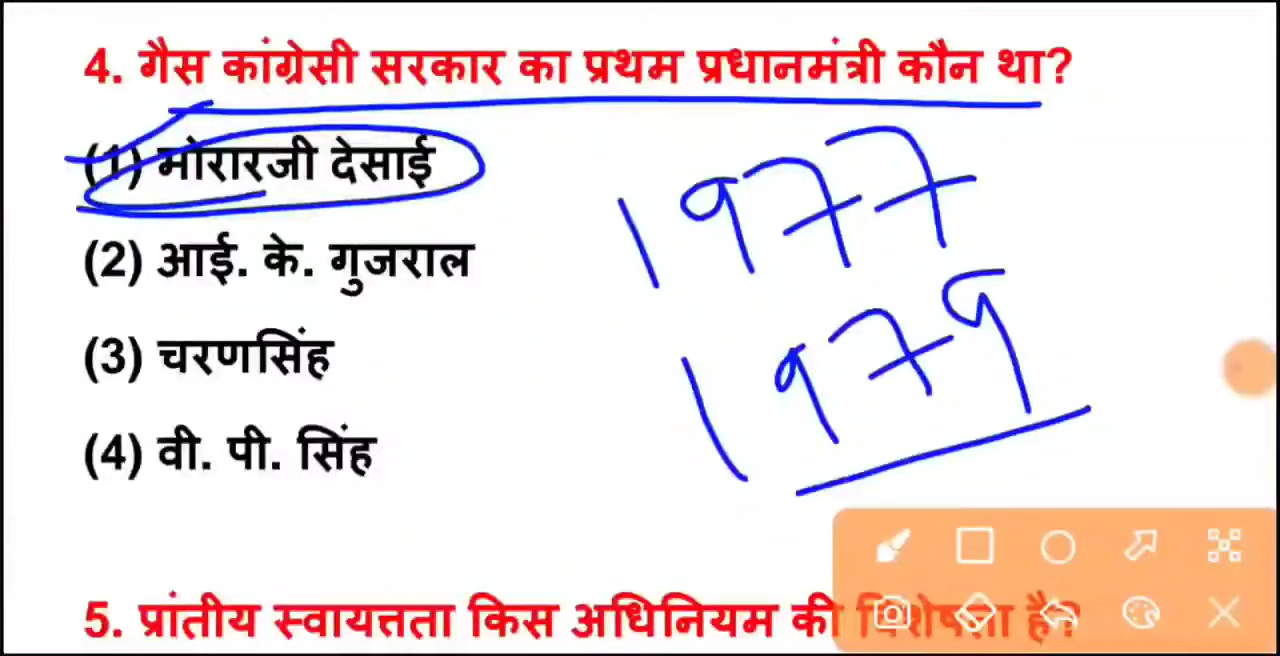 4. गैस कांग्रेसी सरकार का प्रथम प्रधानमंत्री कौन था?
(1) मोरारजी देसाई
(2) आई. के. गुजराल
(3) चरणसिंह
(4) वी. पी. सिंह
1977
1979
5. प्रांतीय स्वायत्तता किस अधिनियम की विशेषता है?